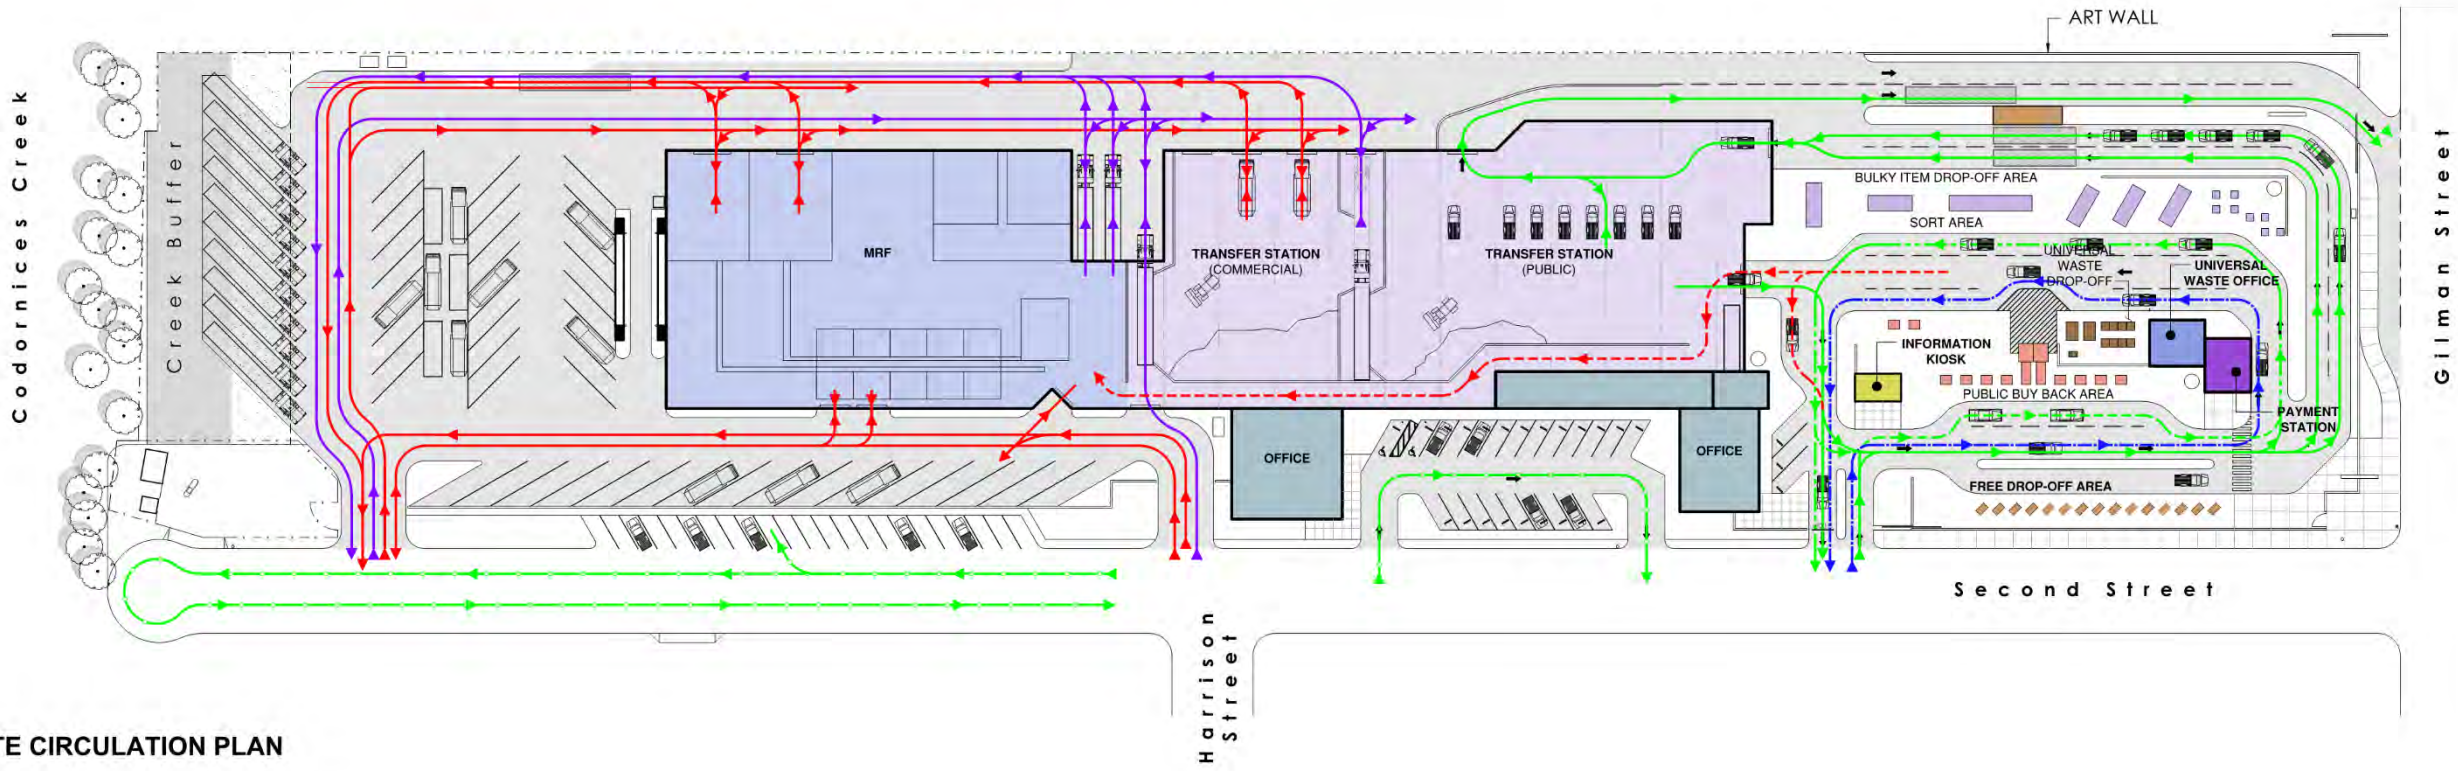 ART WALL
Codornices Creek
Creek Buffer
MRF
TRANSFER STATION
(COMMERCIAL)
TRANSFER STATION
(PUBLIC)
BULKY ITEM DROP-OFF AREA
SORT AREA
UNIVERSAL
WASTE
DROP-OFF
UNIVERSAL
WASTE OFFICE
INFORMATION
KIOSK
PUBLIC BUY BACK AREA
PAYMENT
STATION
FREE DROP-OFF AREA
OFFICE
OFFICE
Gilman Street
Second Street
Harrison
Street
TE CIRCULATION PLAN